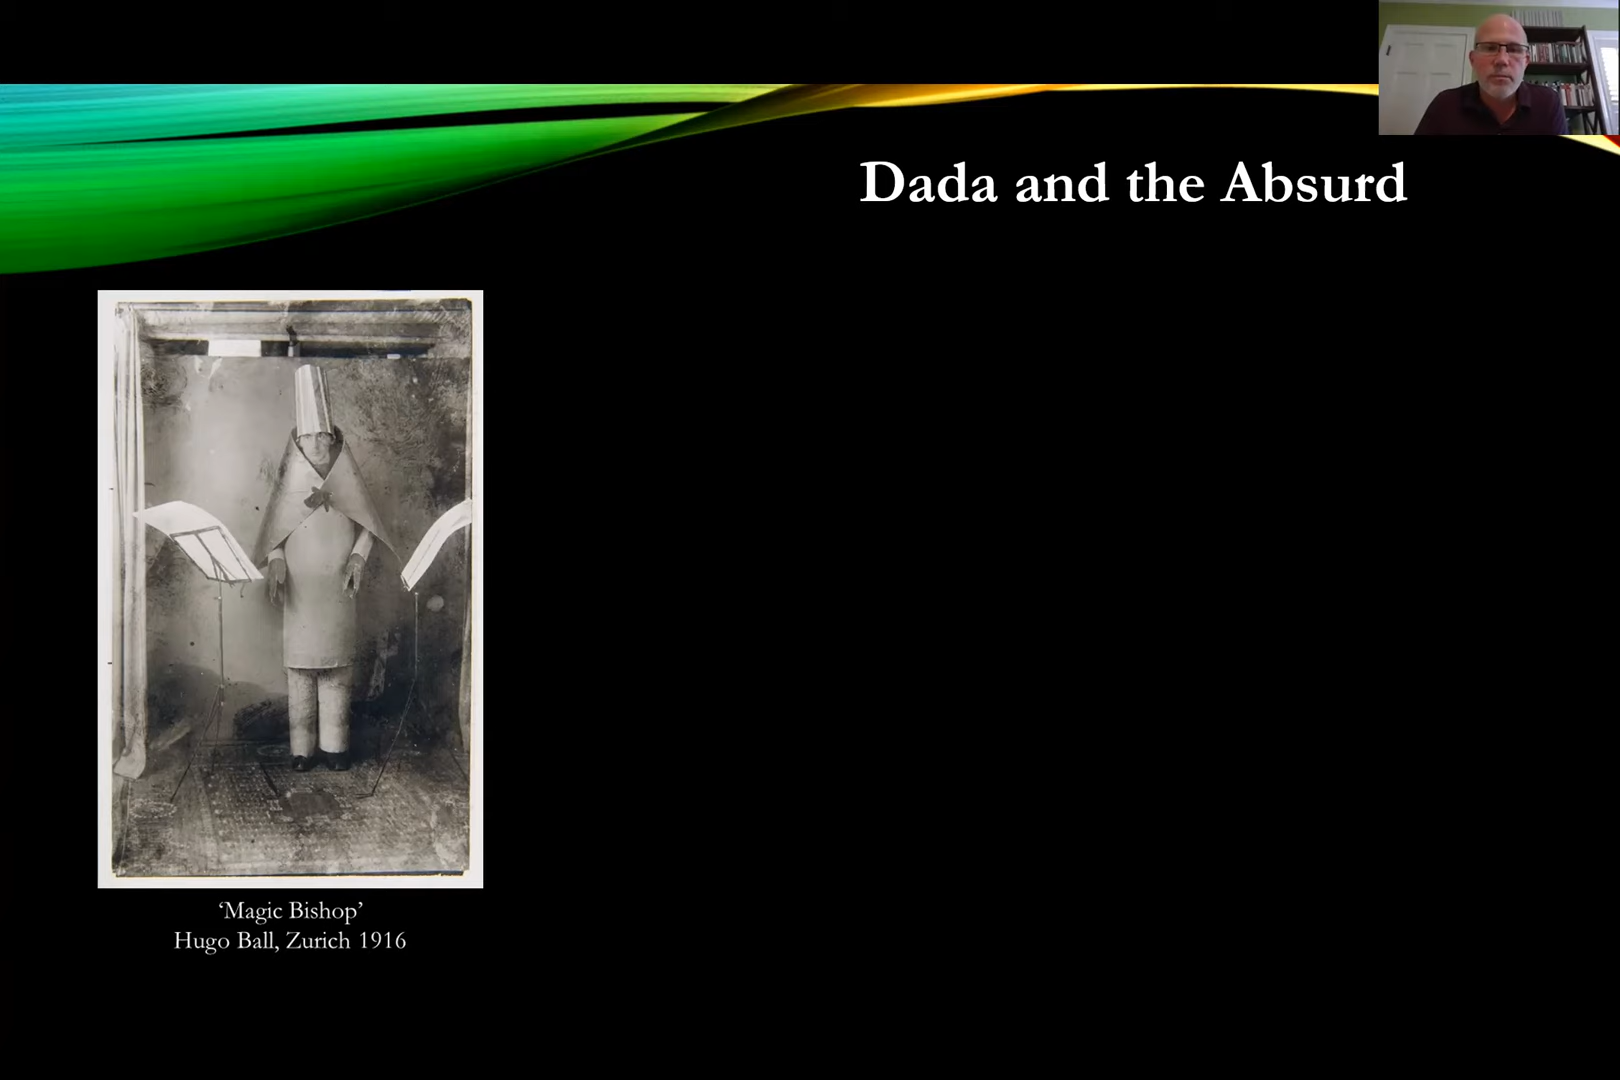 Dada and the Absurd
‘Magic Bishop’
Hugo Ball, Zurich 1916